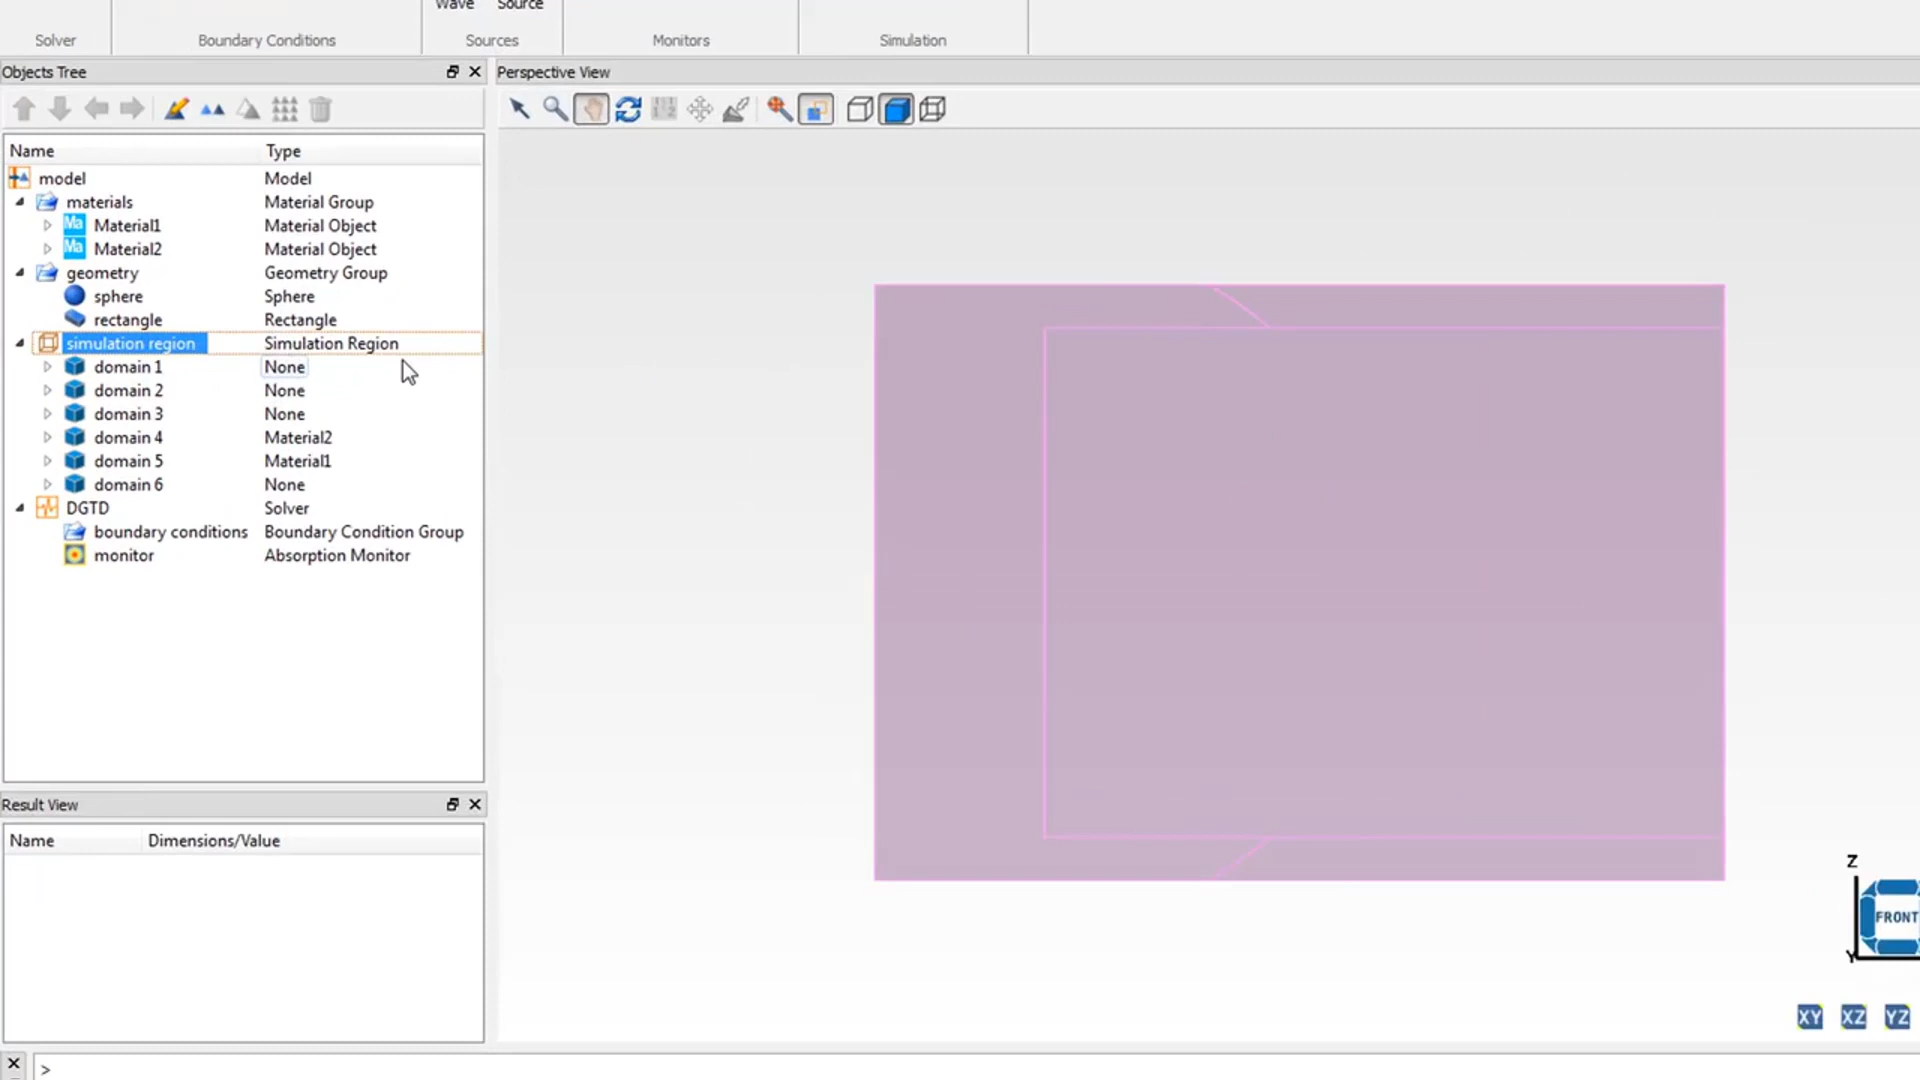 Wave Source
Solver Boundary Conditions Sources Monitors Simulation
Objects Tree
Perspective View
Name Type
model Model
materials Material Group
Ma Material1 Material Object
Ma Material2 Material Object
geometry Geometry Group
sphere Sphere
rectangle Rectangle
simulation region Simulation Region
domain 1 None
domain 2 None
domain 3 None
domain 4 Material2
domain 5 Material1
domain 6 None
DGTD Solver
boundary conditions Boundary Condition Group
monitor Absorption Monitor
Result View
Name Dimensions/Value
Z
FRONT
Y
XY XZ YZ
>